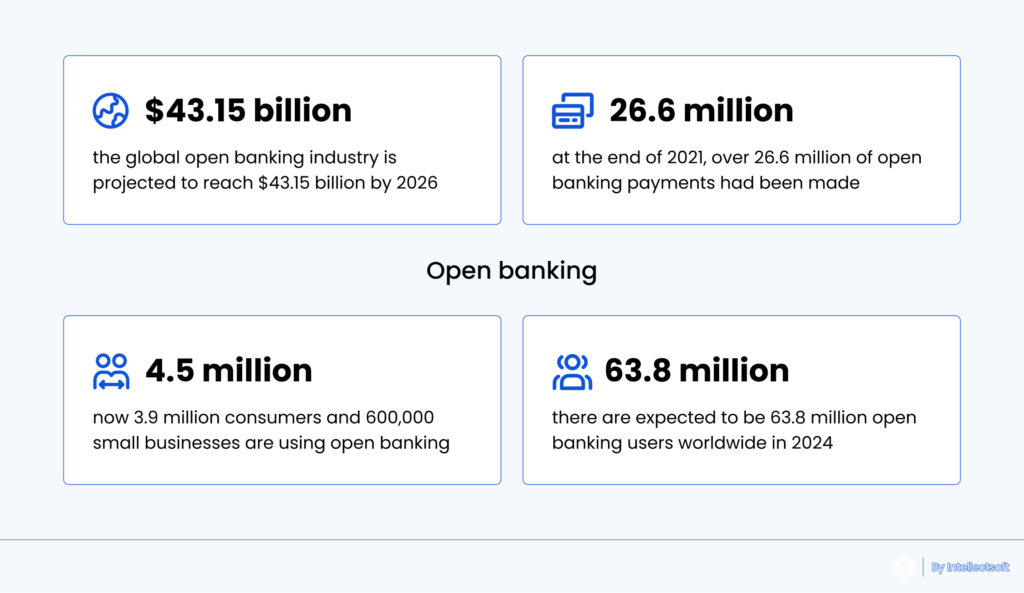 $43.15 billion
the global open banking industry is
projected to reach $43.15 billion by 2026
26.6 million
at the end of 2021, over 26.6 million of open
banking payments had been made
Open banking
4.5 million
now 3.9 million consumers and 600,000
small businesses are using open banking
63.8 million
there are expected to be 63.8 million open
banking users worldwide in 2024
By Intellectsoft